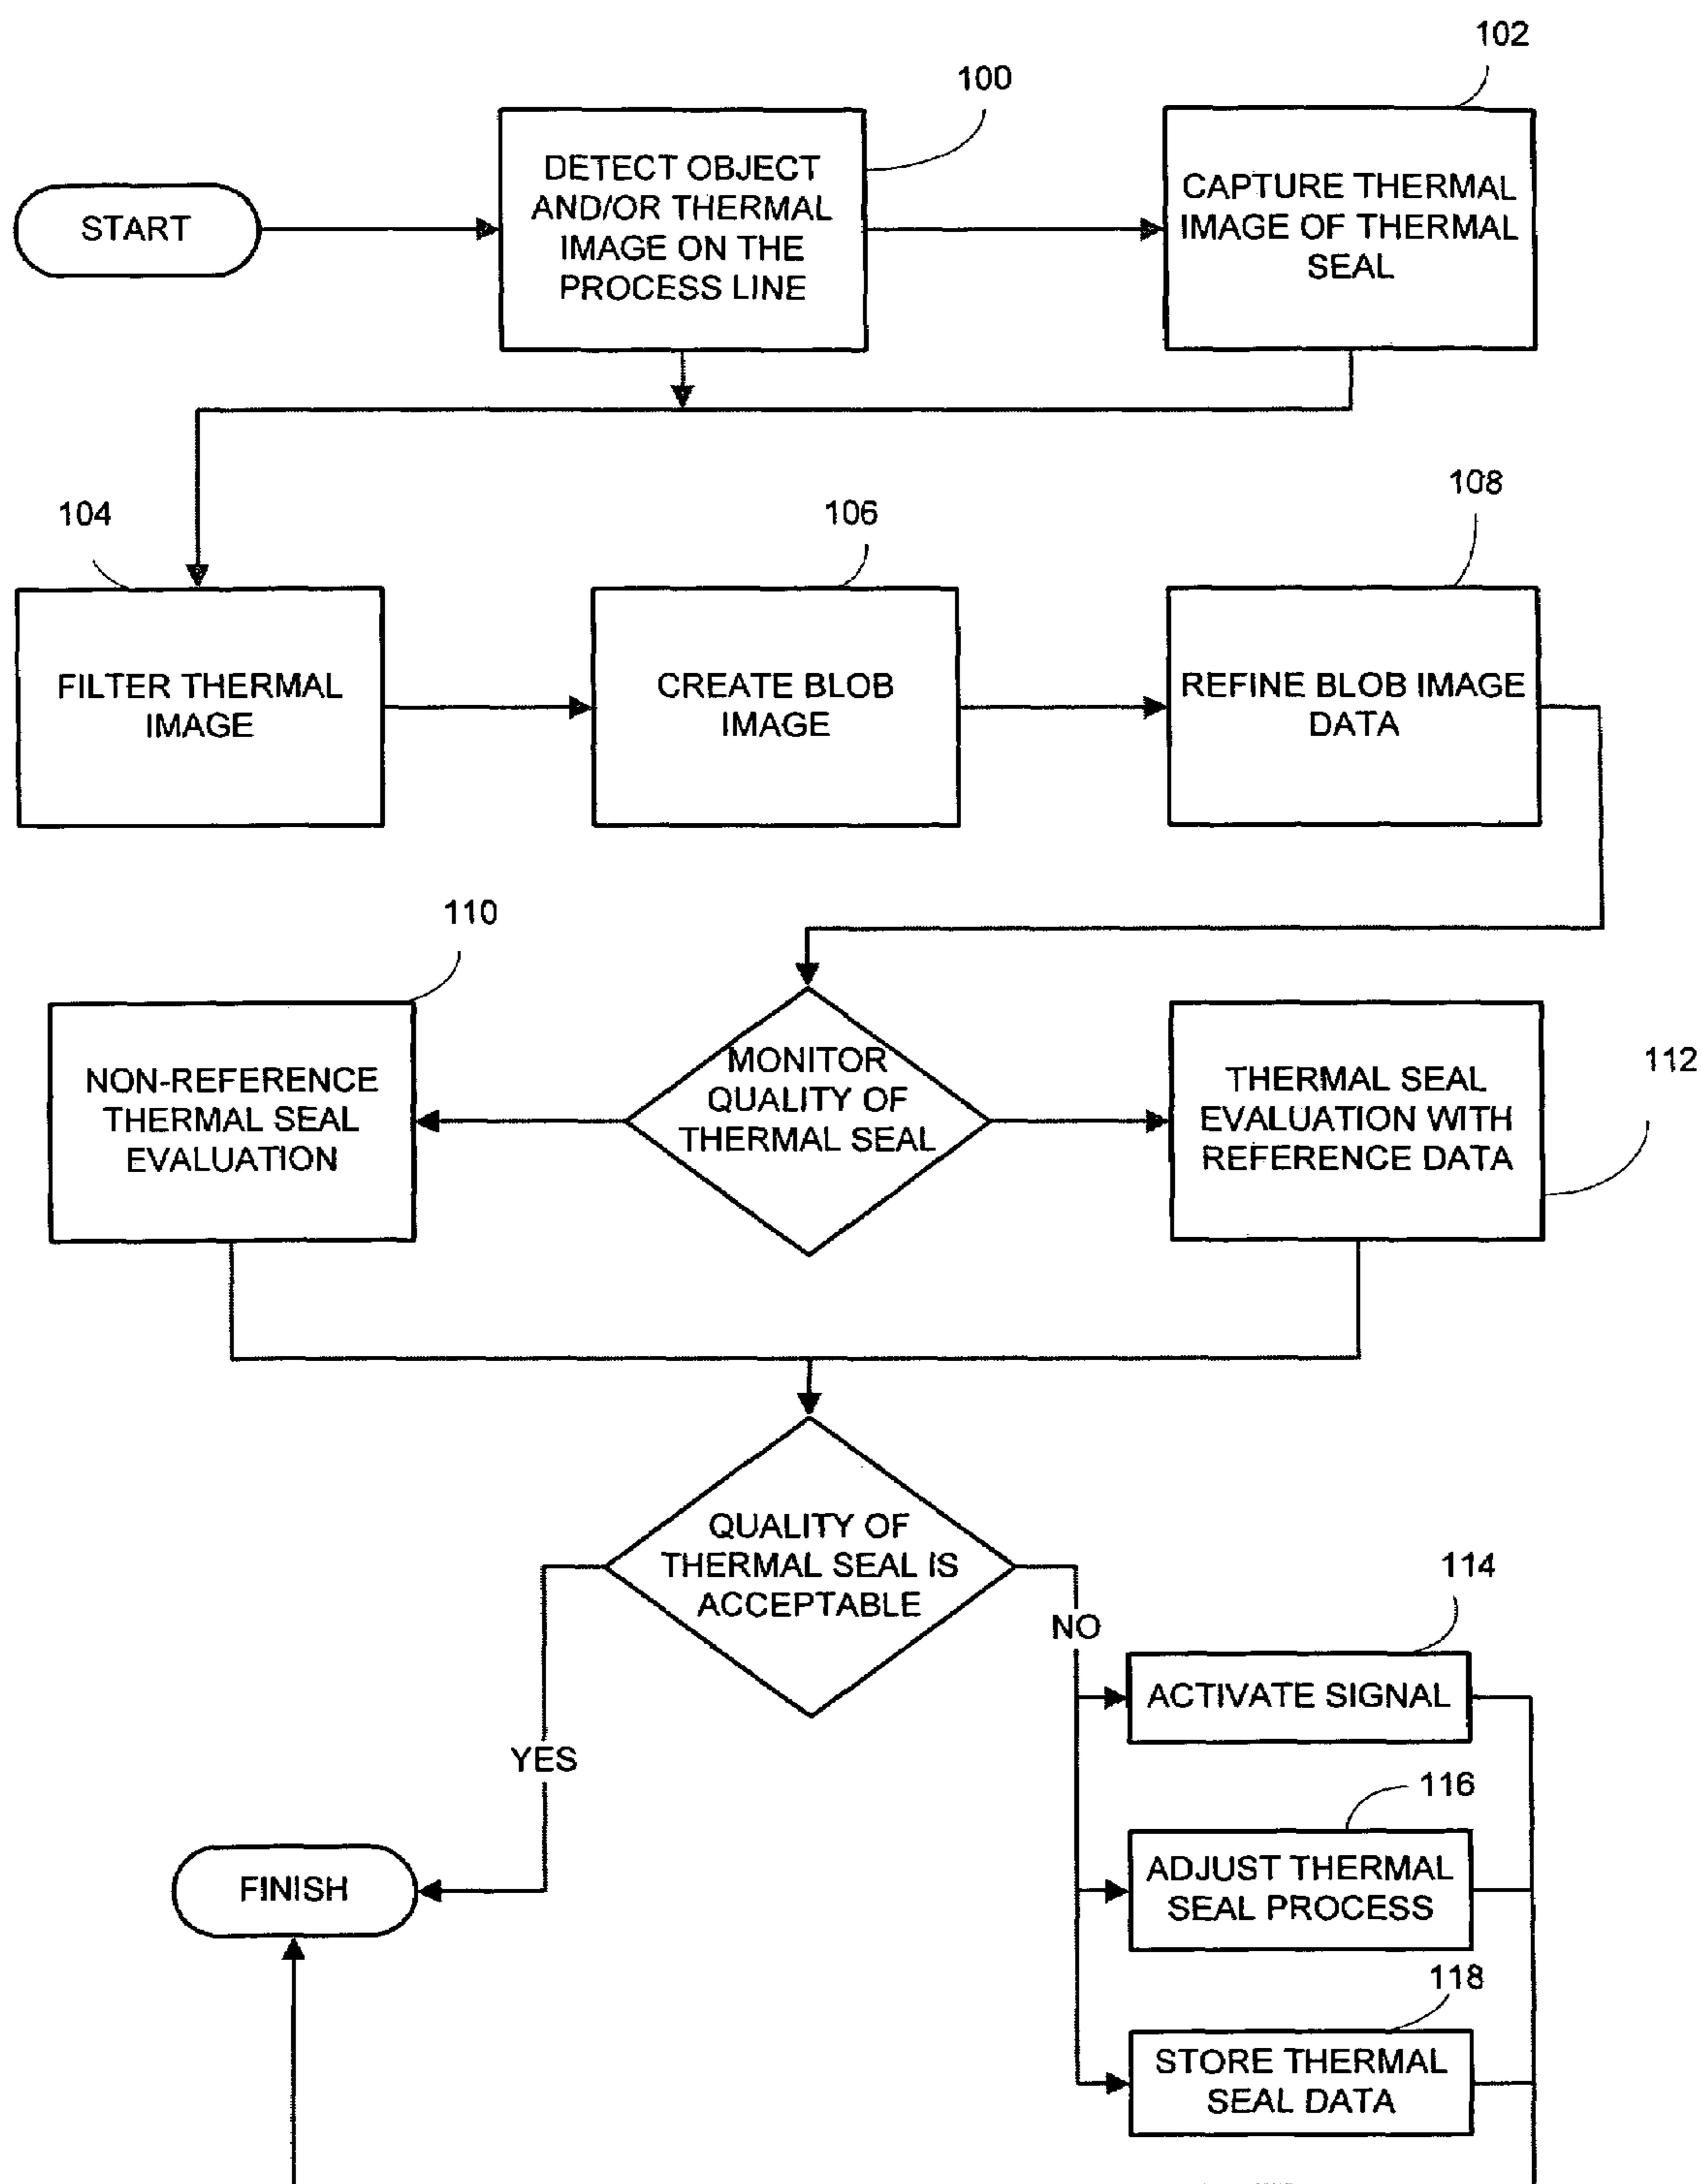 102
100
DETECT OBJECT
AND/OR THERMAL
IMAGE ON THE
PROCESS LINE
CAPTURE THERMAL
IMAGE OF THERMAL
SEAL
START
108
104
106
FILTER THERMAL
IMAGE
CREATE BLOB
IMAGE
REFINE BLOB IMAGE
DATA
110
MONITOR
QUALITY OF
THERMAL SEAL
NON-REFERENCE
THERMAL SEAL
EVALUATION
THERMAL SEAL
EVALUATION WITH
REFERENCE DATA
112
QUALITY OF
THERMAL SEAL IS
ACCEPTABLE
114
NO
ACTIVATE SIGNAL
YES
116
ADJUST THERMAL
SEAL PROCESS
FINISH
118
STORE THERMAL
SEAL DATA